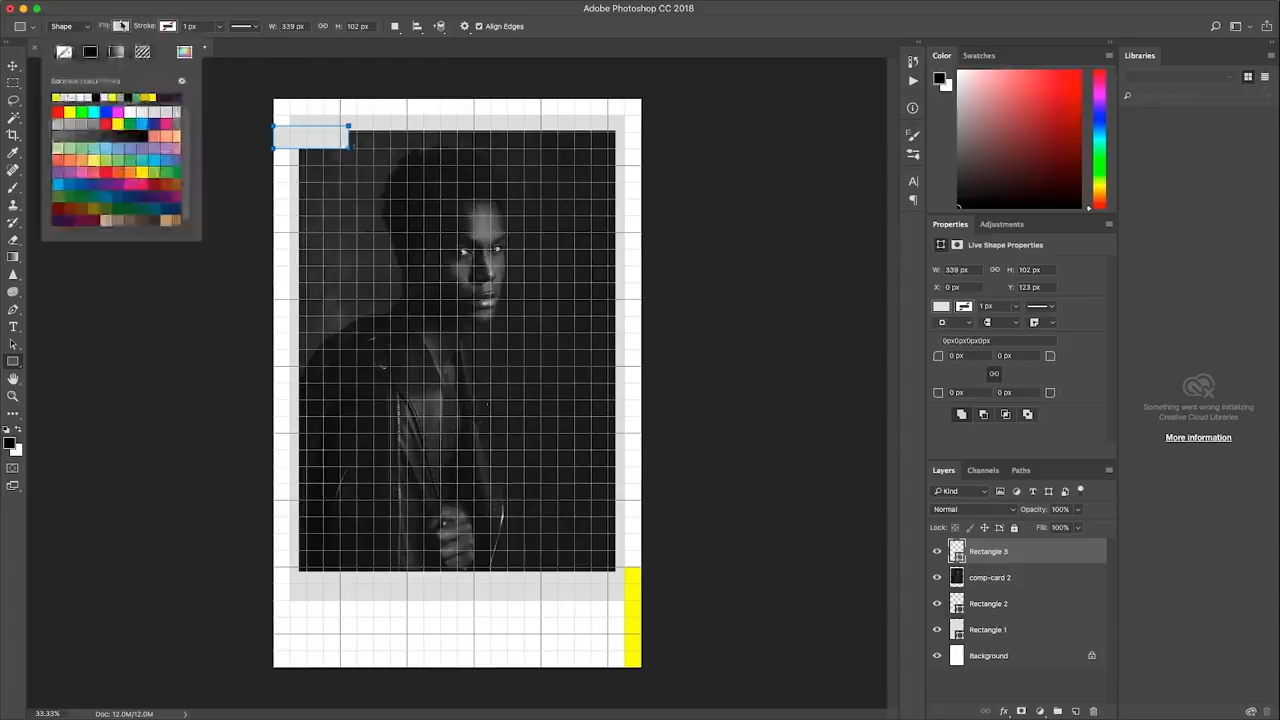 Adobe Photoshop CC 2018
Shape Fill: Stroke: 1 px W: 339 px H: 102 px Align Edges
Color Swatches
Libraries
Properties Adjustments
Live Shape Properties
W: 339 px H: 102 px
X: 0 px Y: 123 px
1 px
0px0px0px0px
0 px 0 px
0 px 0 px
Something went wrong initializing
Creative Cloud Libraries
More information
Layers Channels Paths
Kind
Normal Opacity: 100%
Lock: Fill: 100%
Rectangle 3
comp-card 2
Rectangle 2
Rectangle 1
Background
33.33% Doc: 12.0M/12.0M